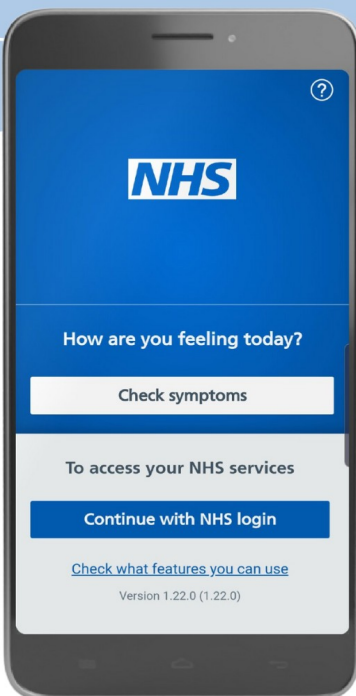 ?
NHS
How are you feeling today?
Check symptoms
To access your NHS services
Continue with NHS login
Check what features you can use
Version 1.22.0 (1.22.0)